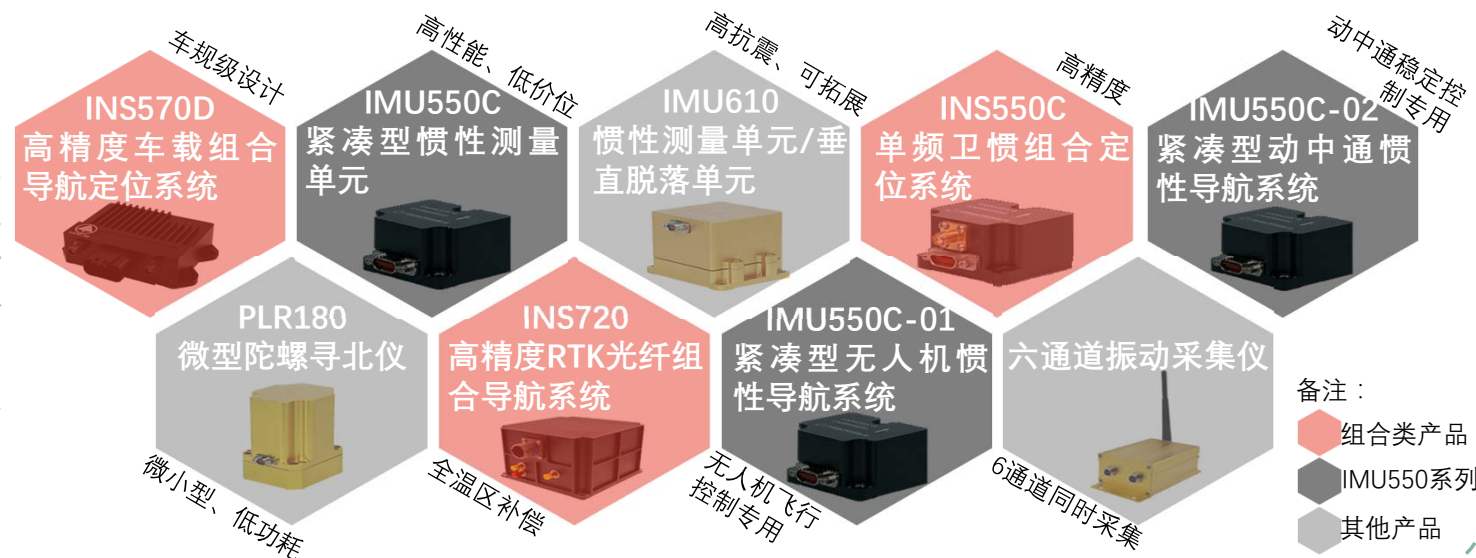 车规级设计
INS570D
高精度车载组合
导航定位系统
高性能、低价位
IMU550C
紧凑型惯性测量
单元
高抗震、可拓展
IMU610
惯性测量单元/垂
直脱落单元
高精度
INS550C
单频卫惯组合定
位系统
动中通稳定控
制专用
IMU550C-02
紧凑型动中通惯
性导航系统
PLR180
微型陀螺寻北仪
微小型、低功耗
INS720
高精度RTK光纤组
合导航系统
全温区补偿
IMU550C-01
紧凑型无人机惯
性导航系统
无人机飞行
控制专用
六通道振动采集仪
6通道同时采集
备注：
组合类产品
IMU550系列
其他产品